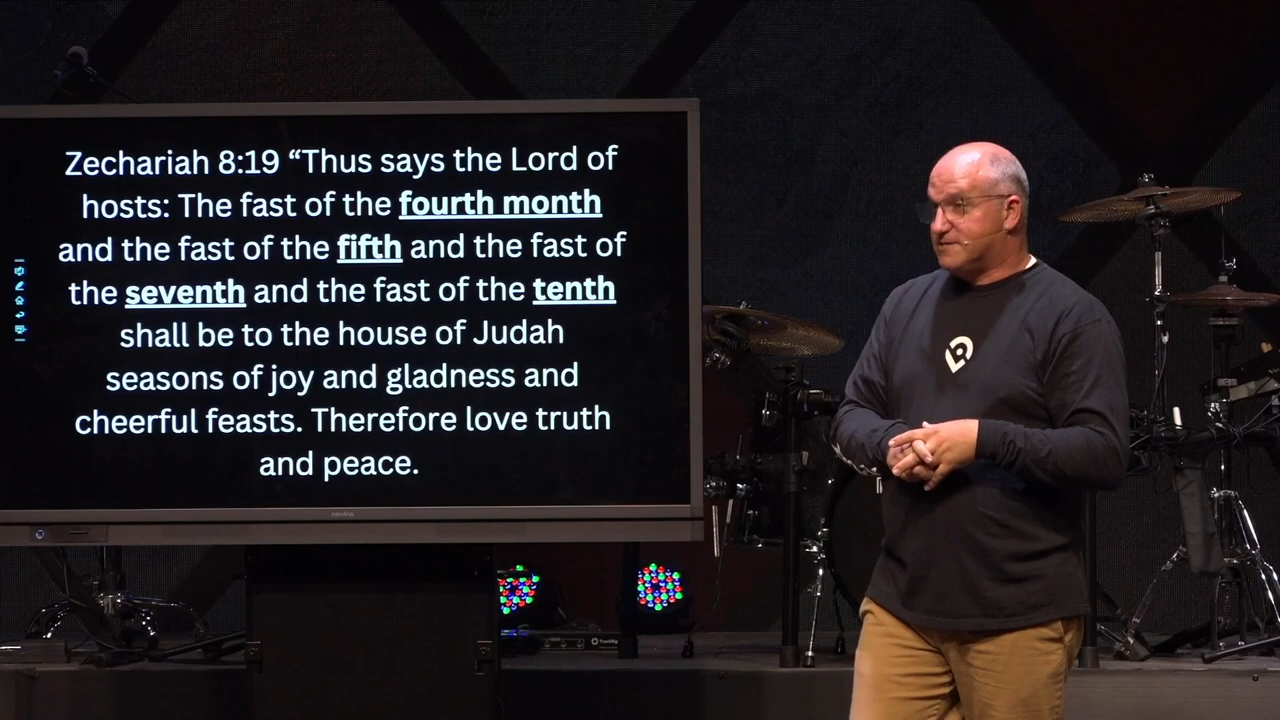 Zechariah 8:19 “Thus says the Lord of
hosts: The fast of the fourth month
and the fast of the fifth and the fast of
the seventh and the fast of the tenth
shall be to the house of Judah
seasons of joy and gladness and
cheerful feasts. Therefore love truth
and peace.
newline